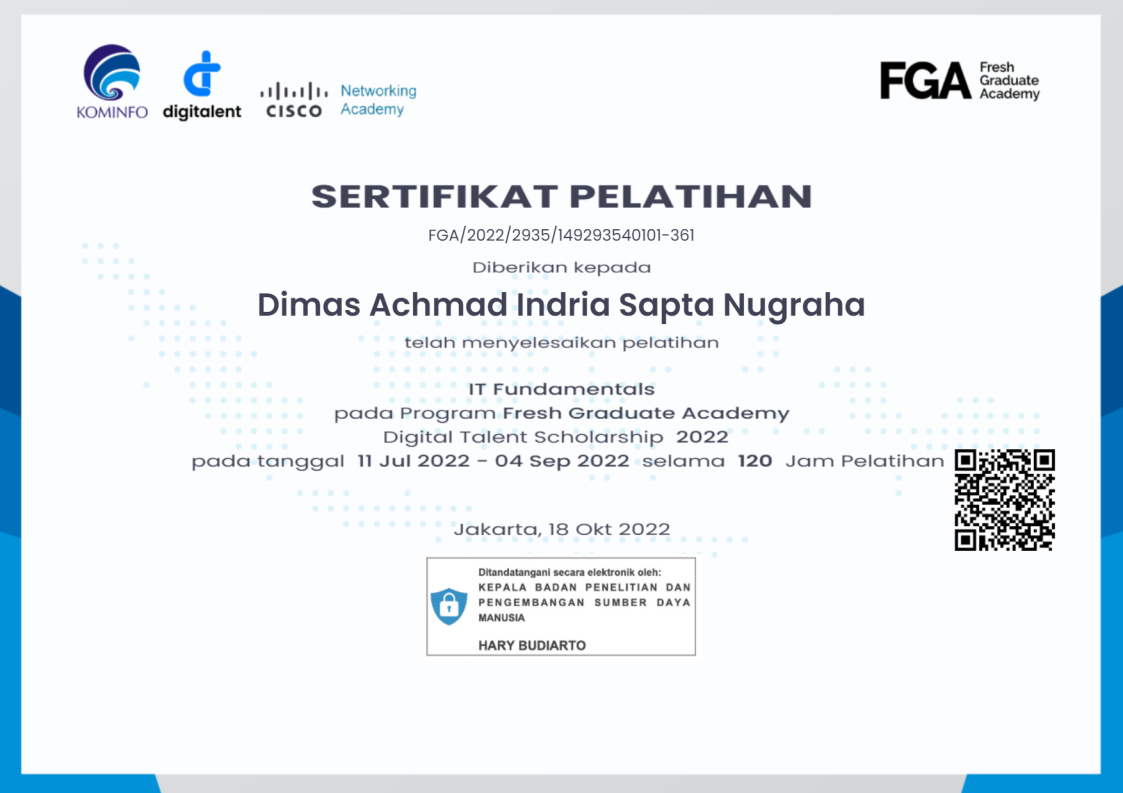 KOMINFO
digitalent
CISCO
Networking
Academy
FGA
Fresh
Graduate
Academy
SERTIFIKAT PELATIHAN
FGA/2022/2935/149293540101-361
Diberikan kepada
Dimas Achmad Indria Sapta Nugraha
telah menyelesaikan pelatihan
IT Fundamentals
pada Program Fresh Graduate Academy
Digital Talent Scholarship 2022
pada tanggal 11 Jul 2022 - 04 Sep 2022 selama 120 Jam Pelatihan
Jakarta, 18 Okt 2022
Ditandatangani secara elektronik oleh:
KEPALA BADAN PENELITIAN DAN
PENGEMBANGAN SUMBER DAYA
MANUSIA
HARY BUDIARTO